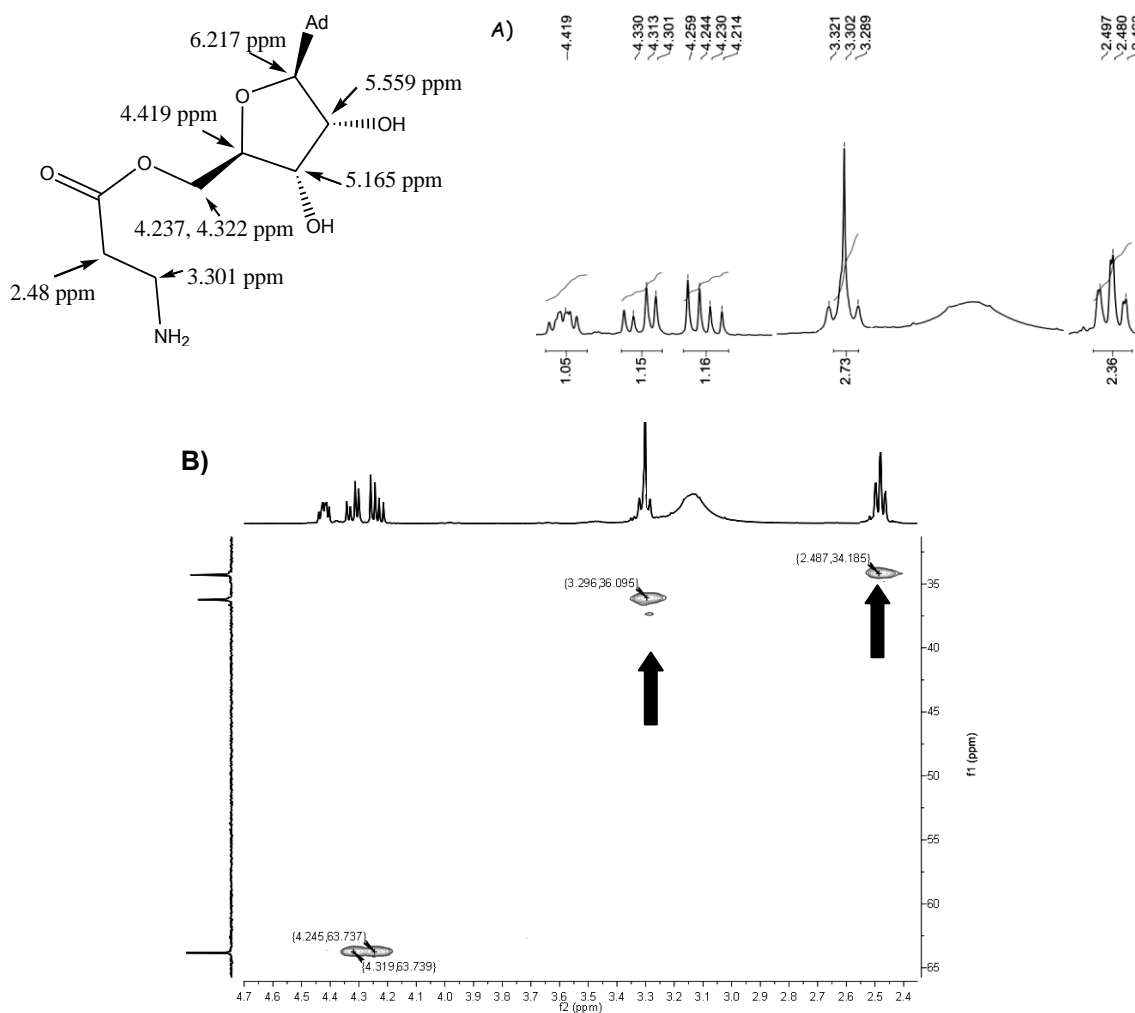 Ad
6.217 ppm
5.559 ppm
O
OH
4.419 ppm
O
O
5.165 ppm
OH
4.237, 4.322 ppm
3.301 ppm
2.48 ppm
NH2
A)
4.419
4.330
4.313
4.301
4.259
4.244
4.230
4.214
3.321
3.302
3.289
2.497
2.480
1.05
1.15
1.16
2.73
2.36
B)
{2.487,34.185}
{3.296,36.095}
{4.245,63.737}
{4.319,63.739}
35
40
45
50
55
60
65
f1 (ppm)
4.7 4.6 4.5 4.4 4.3 4.2 4.1 4.0 3.9 3.8 3.7 3.6 3.5 3.4 3.3 3.2 3.1 3.0 2.9 2.8 2.7 2.6 2.5 2.4
f2 (ppm)